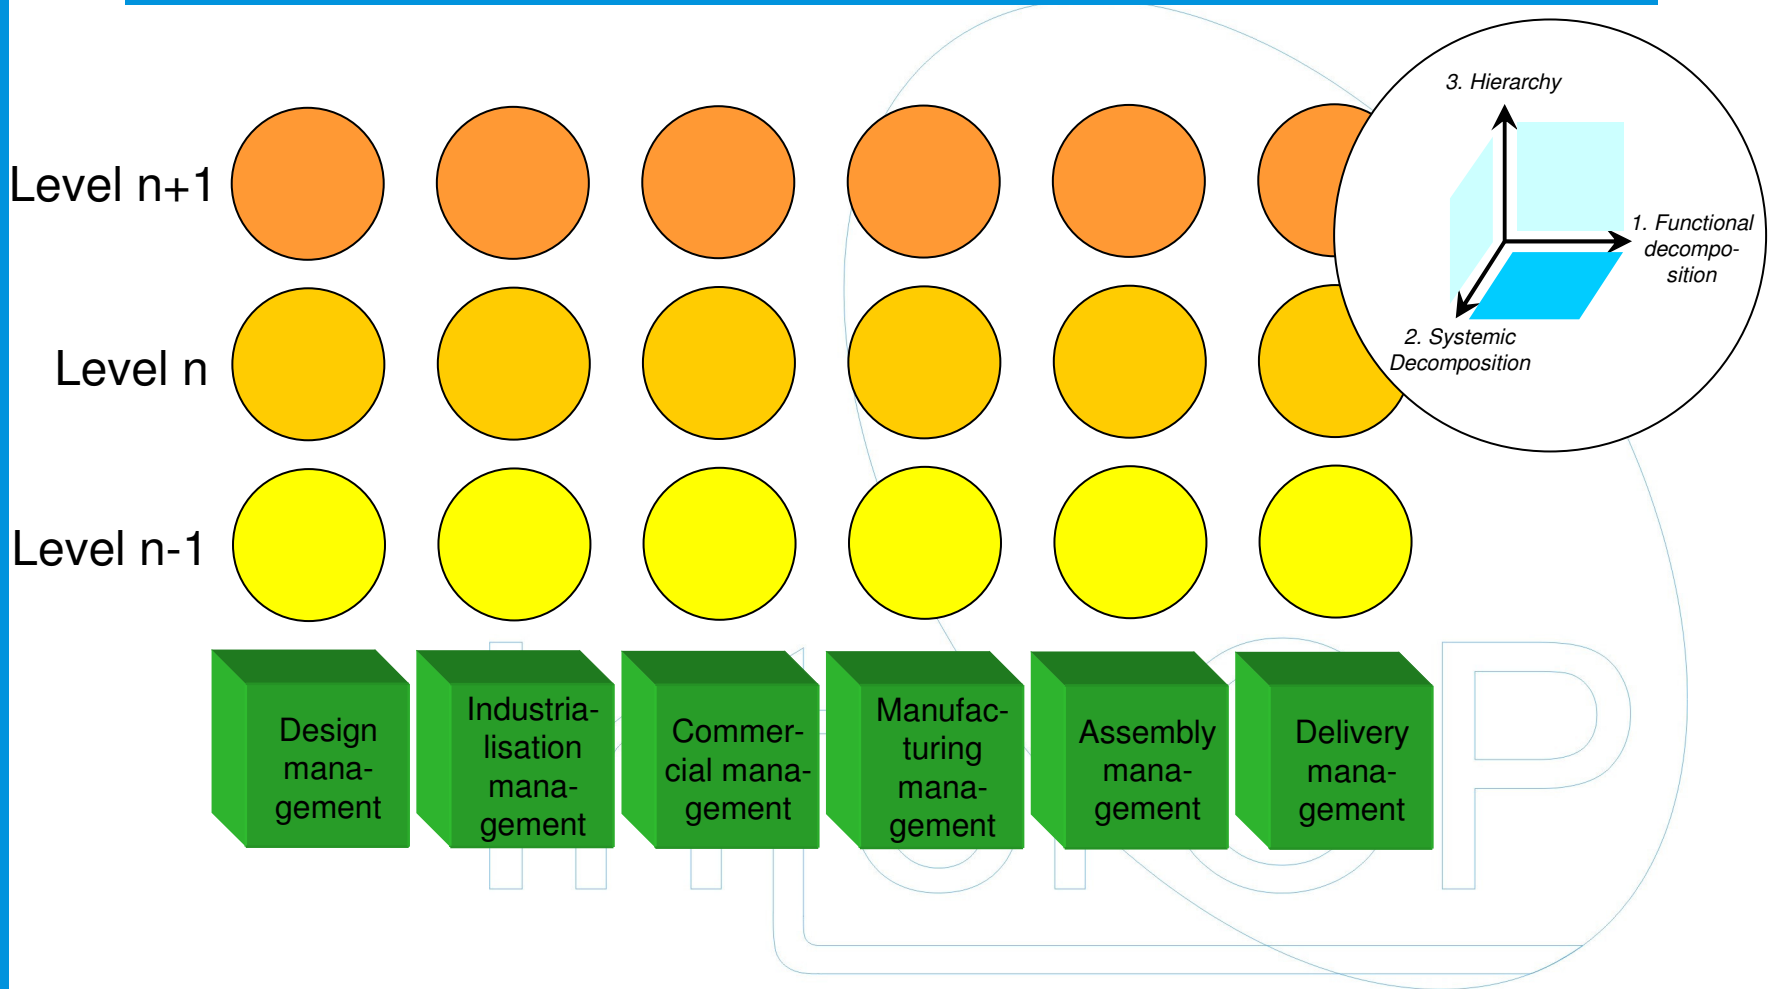 3. Hierarchy
Level n+1
1. Functional
decompo-
sition
2. Systemic
Decomposition
Level n
Level n-1
Design
mana-
gement
Industria-
lisation
mana-
gement
Commer-
cial mana-
gement
Manufac-
turing
mana-
gement
Assembly
mana-
gement
Delivery
mana-
gement